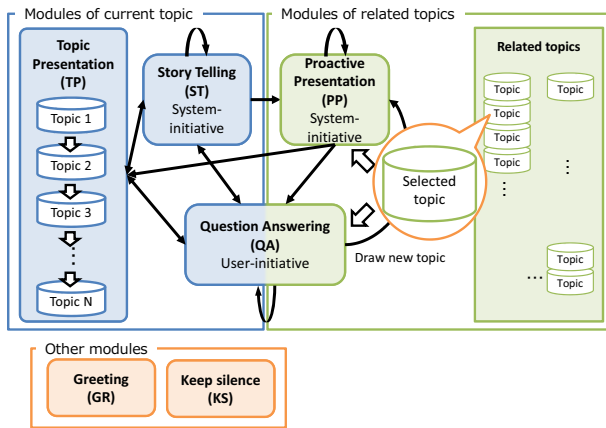 Modules of current topic
Modules of related topics
Topic
Presentation
(TP)
Topic 1
Topic 2
Topic 3
Topic N
Story Telling
(ST)
System-
initiative
Proactive
Presentation
(PP)
System-
initiative
Question Answering
(QA)
User-initiative
Selected
topic
Draw new topic
Related topics
Topic
Topic
Topic
Topic
Topic
Topic
Topic
Other modules
Greeting
(GR)
Keep silence
(KS)